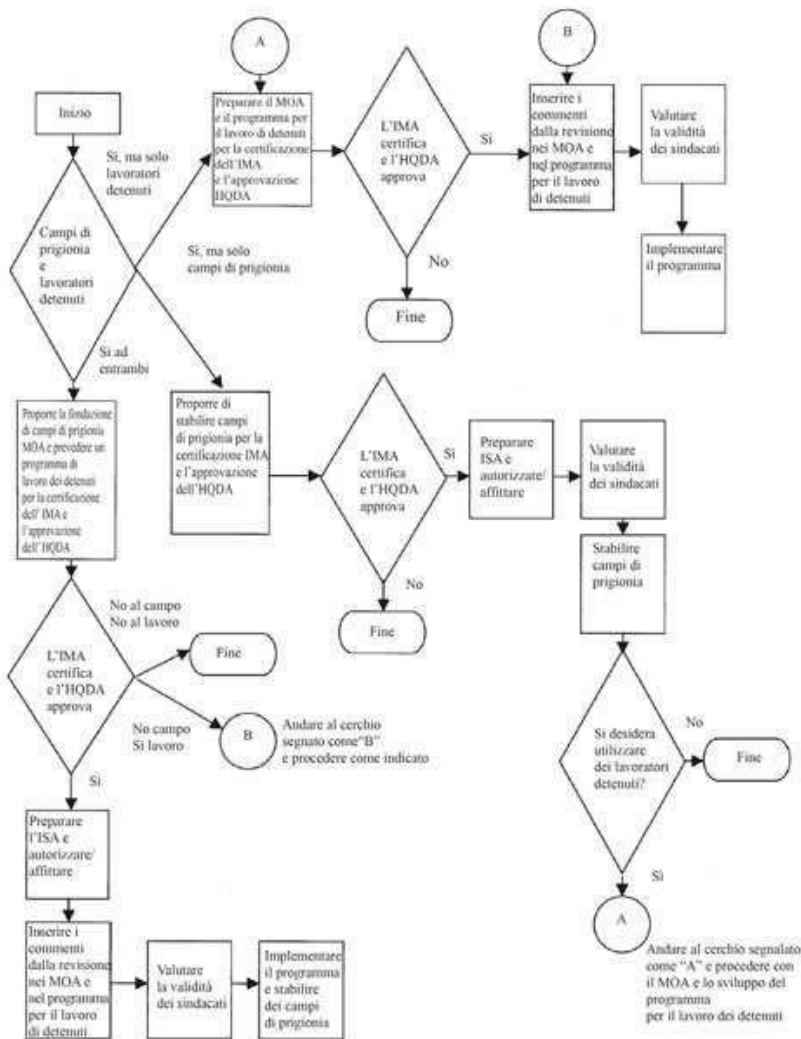 A
B
Inizio
Preparare il MOA
e il programma per
il lavoro di detenuti
per la certificazione
dell'IMA
e l'approvazione
HQDA
L'IMA
certifica
e l'HQDA
approva
Sì
Inserire i
commenti
dalla revisione
nei MOA e
nel programma
per il lavoro
di detenuti
Valutare
la validità
dei sindacati
Implementare
il programma
No
Fine
Sì, ma solo
lavoratori
detenuti
Campi di
prigionia
e
lavoratori
detenuti
Sì, ma solo
campi di prigionia
Sì ad
entrambi
Proporre la fondazione
di campi di prigionia
MOA e prevedere un
programma di
lavoro dei detenuti
per la certificazione
dell' IMA e
l'approvazione
dell' HQDA
Proporre di
stabilire campi
di prigionia per la
certificazione IMA
e l'approvazione
dell'HQDA
L'IMA
certifica
e l'HQDA
approva
Sì
Preparare
ISA e
autorizzare/
affittare
Valutare
la validità
dei sindacati
Stabilire
campi di
prigionia
No
Fine
No al campo
No al lavoro
L'IMA
certifica
e l'HQDA
approva
Fine
No campo
Sì lavoro
B
Andare al cerchio
segnato come"B"
e procedere come indicato
Si desidera
utilizzare
dei lavoratori
detenuti?
No
Fine
Sì
Sì
A
Andare al cerchio segnalato
come "A" e procedere con
il MOA e lo sviluppo del
programma
per il lavoro dei detenuti
Preparare
l'ISA e
autorizzare/
affittare
Inserire i
commenti
dalla revisione
nei MOA e
nel programma
per il lavoro
di detenuti
Valutare
la validità
dei sindacati
Implementare
il programma
e stabilire
dei campi
di prigionia